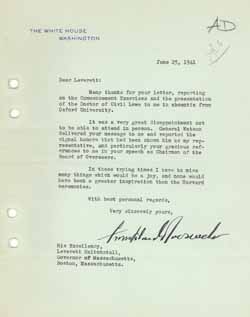 AD
THE WHITE HOUSE
WASHINGTON
June 25, 1941
Dear Leverett:
Many thanks for your letter, reporting
on the Commencement Exercises and the presentation
of the Doctor of Civil Laws to me in absentia from
Oxford University.
It was a very great disappointment not
to be able to attend in person. General Watson
delivered your message to me and reported the
signal honors that had been shown him as my repre-
sentative, and particularly your gracious ref-
erences to me in your speech as Chairman of the
Board of Overseers.
In these trying times I have to miss
many things which would be a joy, and none would
have been a greater inspiration than the Harvard
ceremonies.
With best personal regards,
Very sincerely yours,
Franklin D Roosevelt
His Excellency,
Leverett Saltonstall,
Governor of Massachusetts,
Boston, Massachusetts.